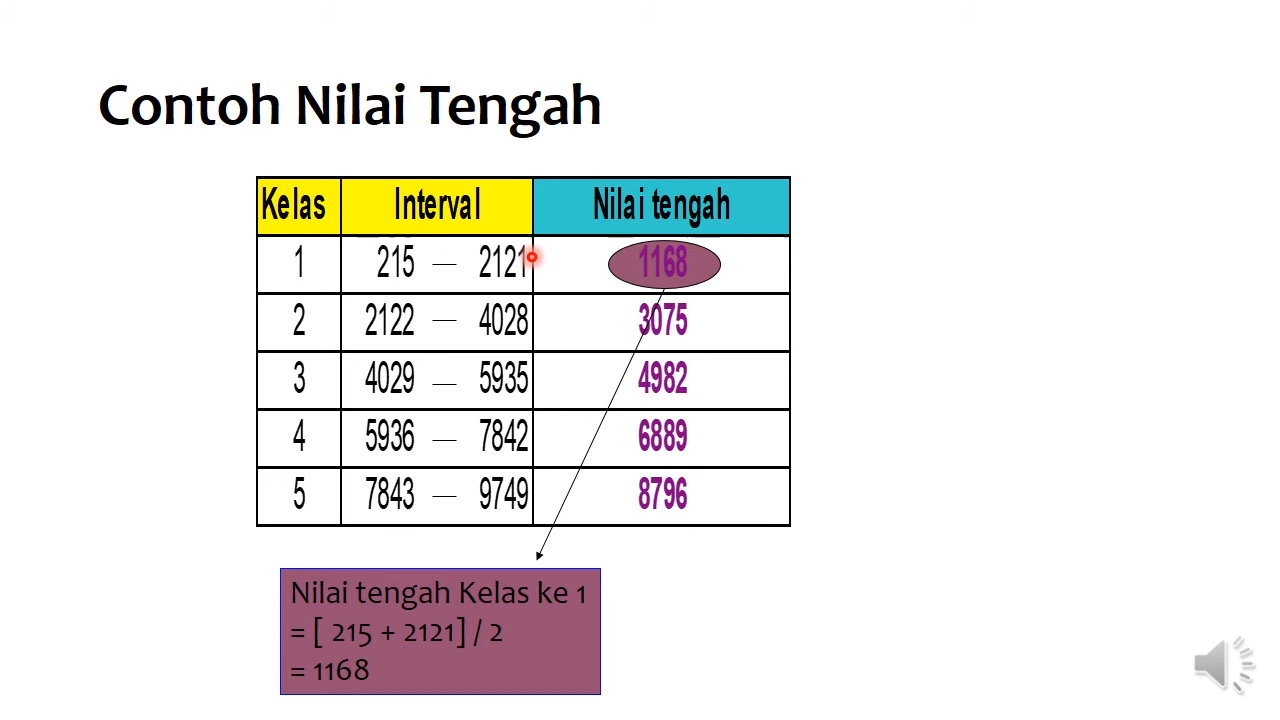 Contoh Nilai Tengah
Kelas Interval Nilai tengah
1 215 — 2121 1168
2 2122 — 4028 3075
3 4029 — 5935 4982
4 5936 — 7842 6889
5 7843 — 9749 8796
Nilai tengah Kelas ke 1
= [ 215 + 2121] / 2
= 1168